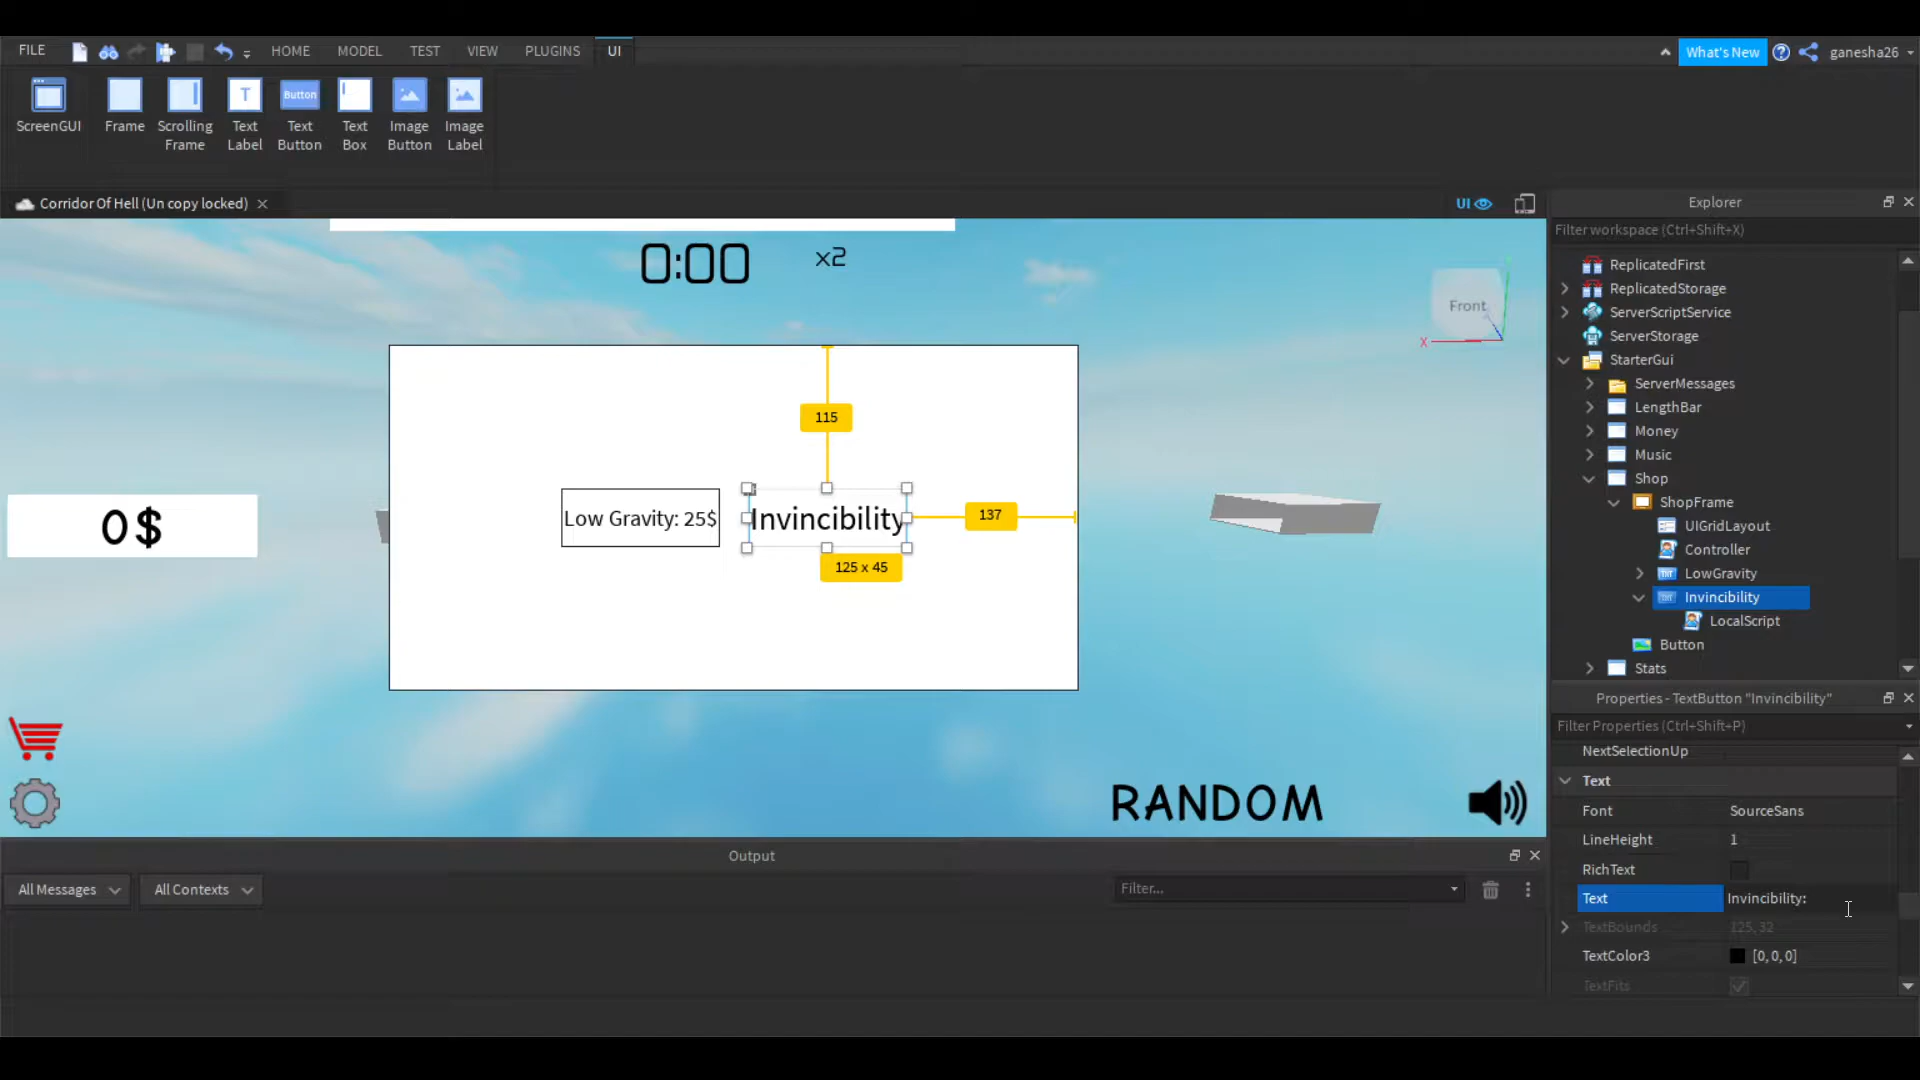 FILE
HOME
MODEL
TEST
VIEW
PLUGINS
UI
What's New
ganesha26
ScreenGUI
Frame
Scrolling
Frame
Text
Label
Button
Text
Button
Text
Box
Image
Button
Image
Label
T
Corridor Of Hell (Un copy locked)
UI
0:00
x2
Front
X
115
Low Gravity: 25$
Invincibility
137
125 x 45
0$
RANDOM
Output
All Messages
All Contexts
Filter...
Explorer
Filter workspace (Ctrl+Shift+X)
ReplicatedFirst
ReplicatedStorage
ServerScriptService
ServerStorage
StarterGui
ServerMessages
LengthBar
Money
Music
Shop
ShopFrame
UIGridLayout
Controller
LowGravity
Invincibility
LocalScript
Button
Stats
Properties - TextButton "Invincibility"
Filter Properties (Ctrl+Shift+P)
NextSelectionUp
Text
Font SourceSans
LineHeight 1
RichText
Text Invincibility:
TextBounds 125, 32
TextColor3 [0, 0, 0]
TextFits